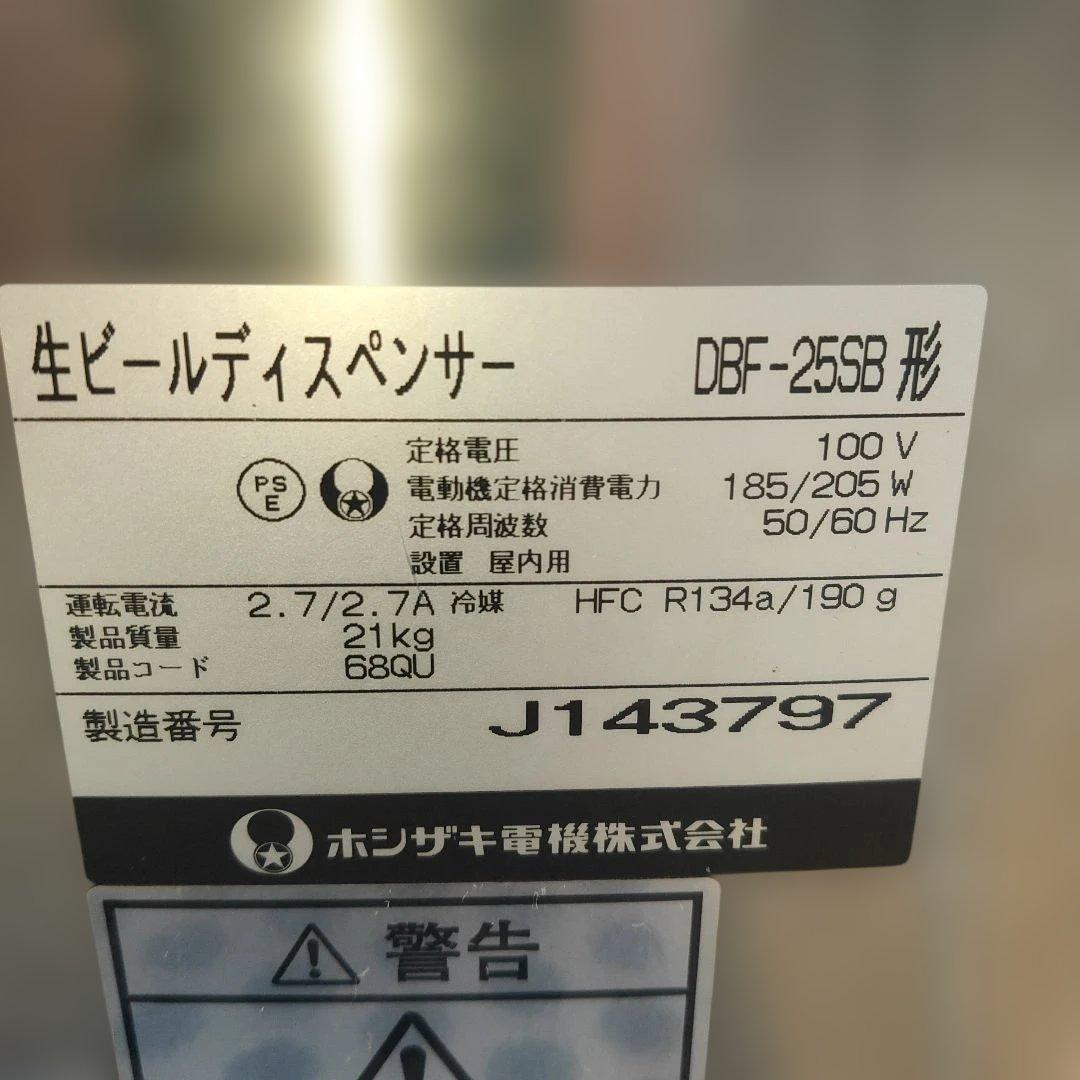 生ビールディスペンサー DBF-25SB形
定格電圧 100 V
PS E 電動機定格消費電力 185/205 W
定格周波数 50/60 Hz
設置 屋内用
運転電流 2.7/2.7A 冷媒 HFC R134a/190 g
製品質量 21kg
製品コード 68QU
製造番号 J143797
ホシザキ電機株式会社
警告